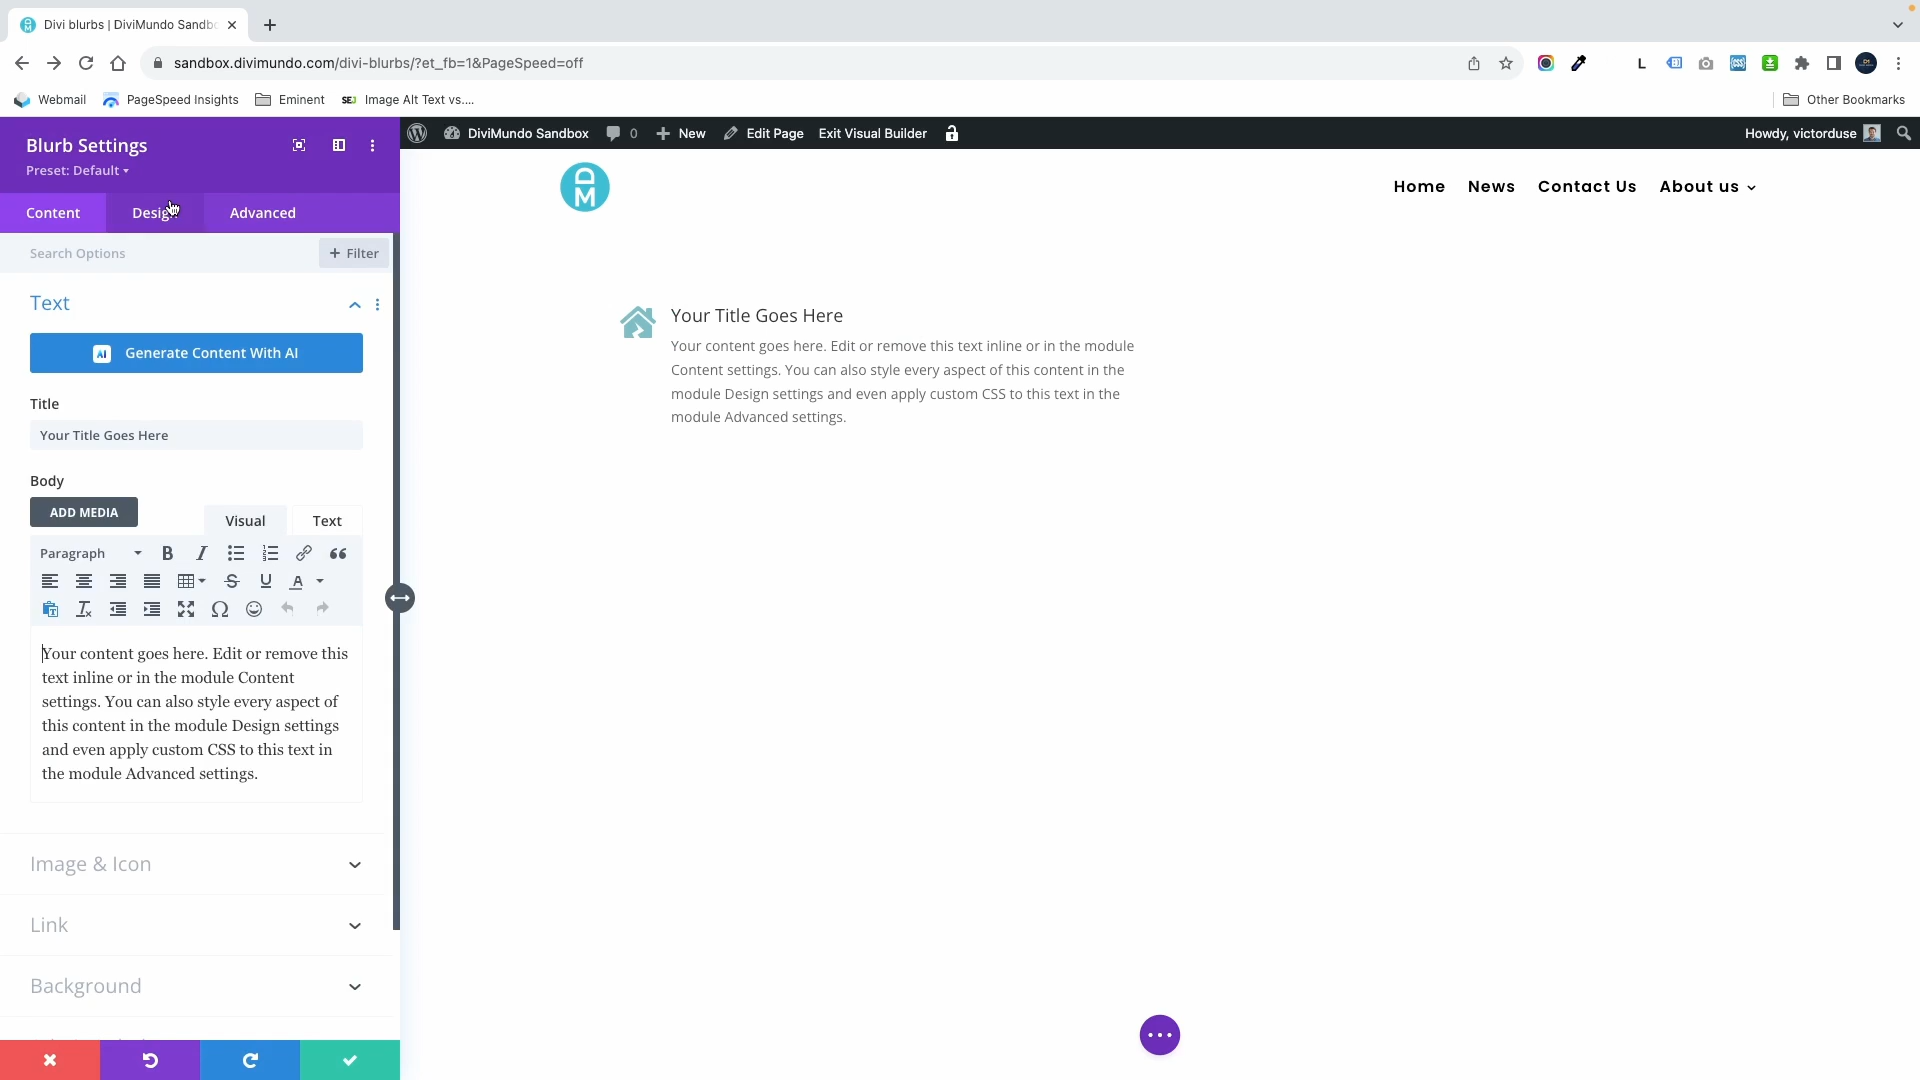 Divi blurbs | DiviMundo Sandbo
sandbox.divimundo.com/divi-blurbs/?et_fb=1&PageSpeed=off
Webmail
PageSpeed Insights
Eminent
SEJ
Image Alt Text vs....
Other Bookmarks
DiviMundo Sandbox
0
New
Edit Page
Exit Visual Builder
Howdy, victorduse
Blurb Settings
Preset: Default
Content
Design
Advanced
Search Options
+ Filter
Text
AI Generate Content With AI
Title
Your Title Goes Here
Body
ADD MEDIA
Visual
Text
Paragraph
Your content goes here. Edit or remove this
text inline or in the module Content
settings. You can also style every aspect of
this content in the module Design settings
and even apply custom CSS to this text in
the module Advanced settings.
Image & Icon
Link
Background
DM
Home
News
Contact Us
About us
Your Title Goes Here
Your content goes here. Edit or remove this text inline or in the module
Content settings. You can also style every aspect of this content in the
module Design settings and even apply custom CSS to this text in the
module Advanced settings.